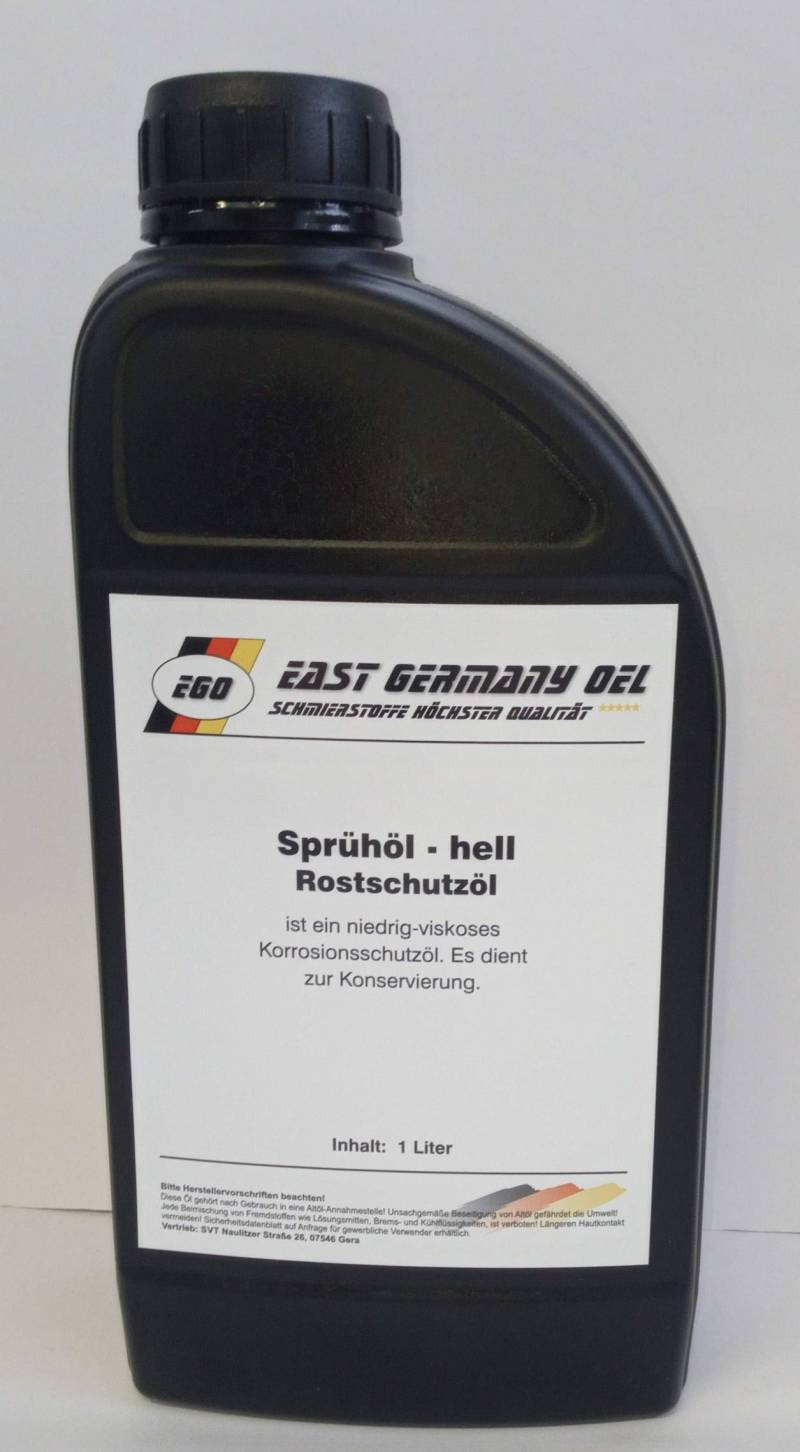 EGO
EAST GERMANY OEL
SCHMIERSTOFFE HÖCHSTER QUALITÄT *****
Sprühöl - hell
Rostschutzöl
ist ein niedrig-viskoses
Korrosionsschutzöl. Es dient
zur Konservierung.
Inhalt: 1 Liter
Bitte Herstellervorschriften beachten!
Diese Öl gehört nach Gebrauch in eine Altöl-Annahmestelle! Unsachgemäße Beseitigung von Altöl gefährdet die Umwelt!
Jede Beimischung von Fremdstoffen wie Lösungsmitten, Brems- und Kühlflüssigkeiten, ist verboten! Längeren Hautkontakt
vermeiden! Sicherheitsdatenblatt auf Anfrage für gewerbliche Verwender erhältlich.
Vertrieb: SVT Naulitzer Straße 26, 07546 Gera